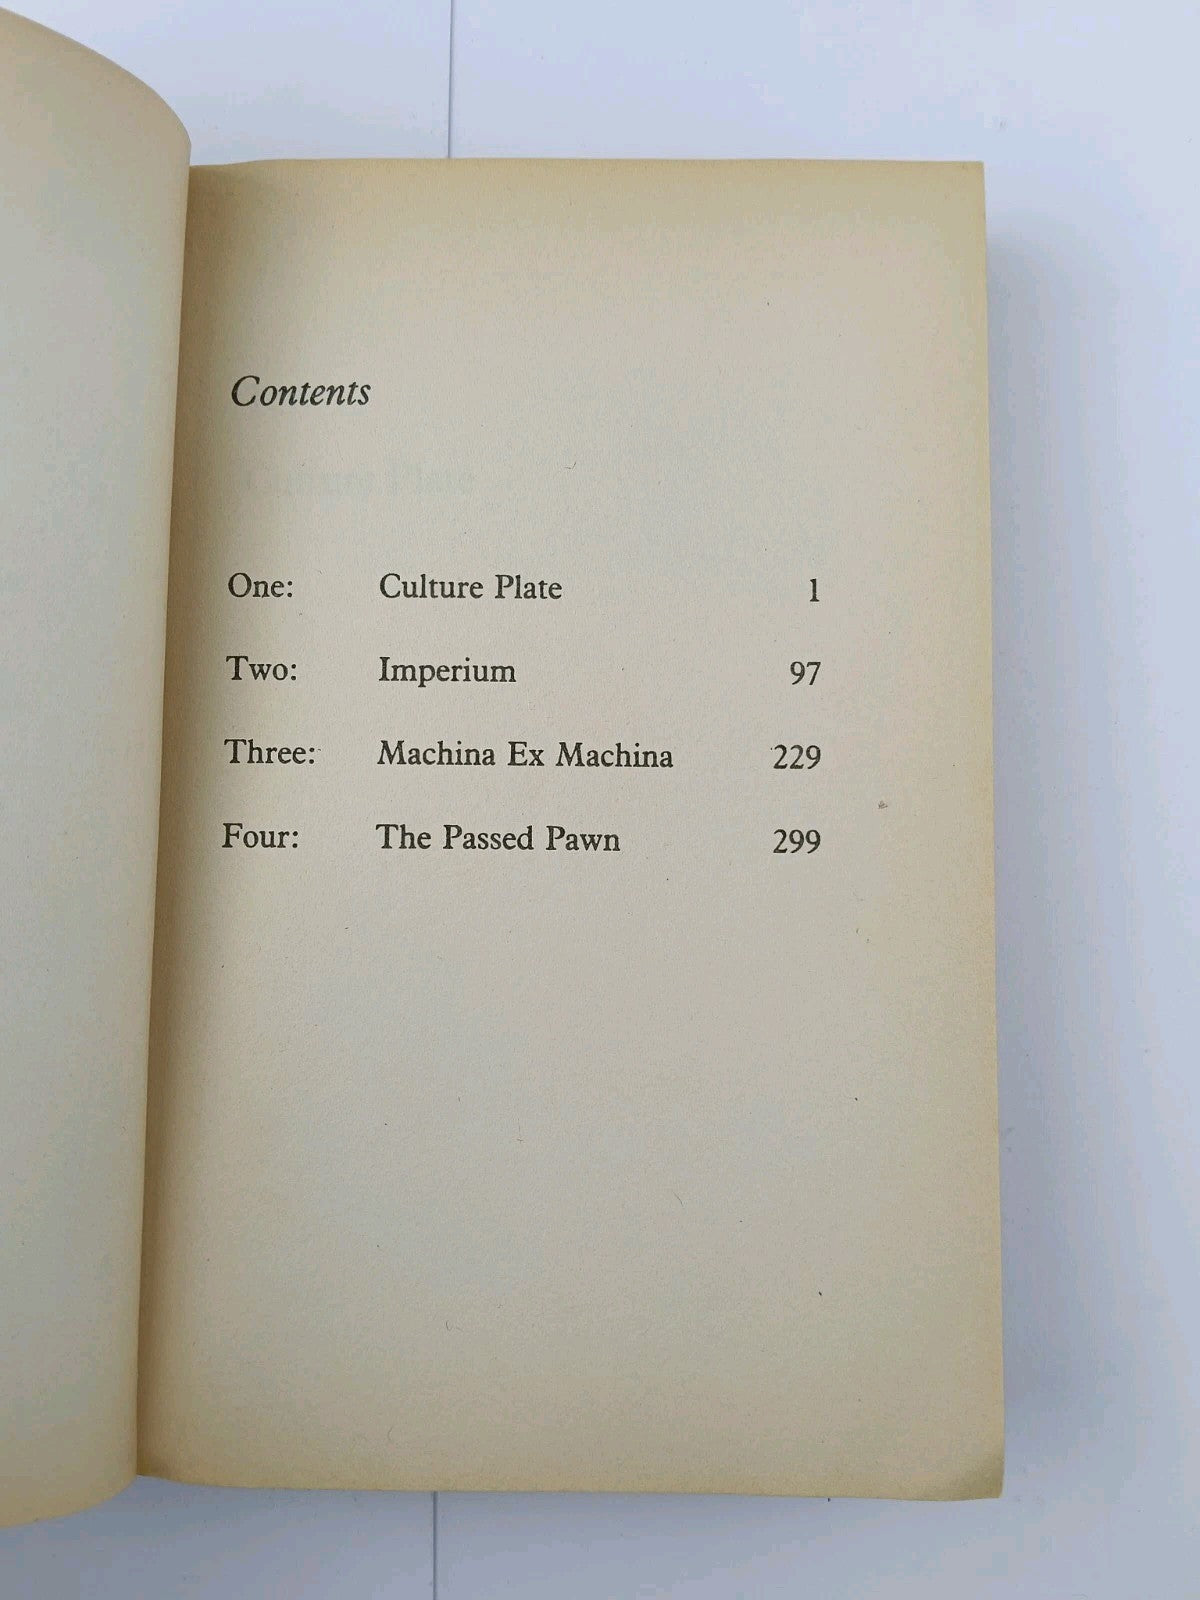 Contents
One: Culture Plate 1
Two: Imperium 97
Three: Machina Ex Machina 229
Four: The Passed Pawn 299